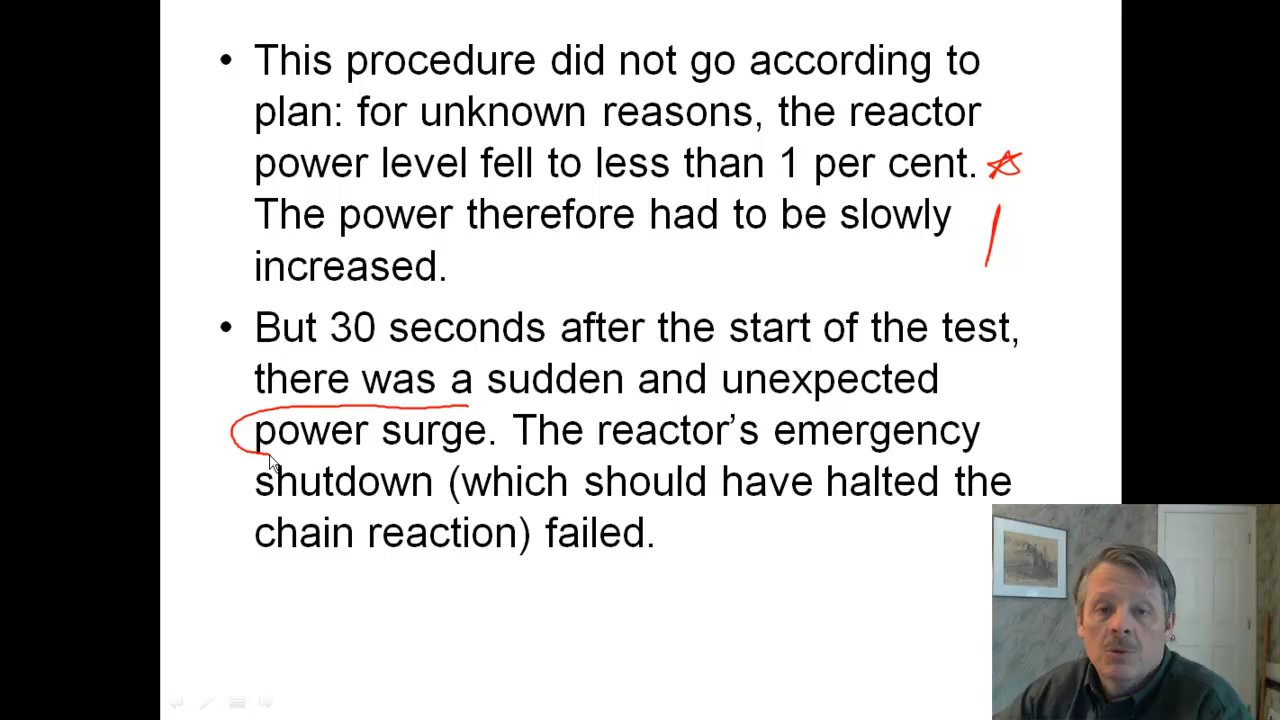 • This procedure did not go according to
plan: for unknown reasons, the reactor
power level fell to less than 1 per cent.
The power therefore had to be slowly
increased.
• But 30 seconds after the start of the test,
there was a sudden and unexpected
power surge. The reactor’s emergency
shutdown (which should have halted the
chain reaction) failed.